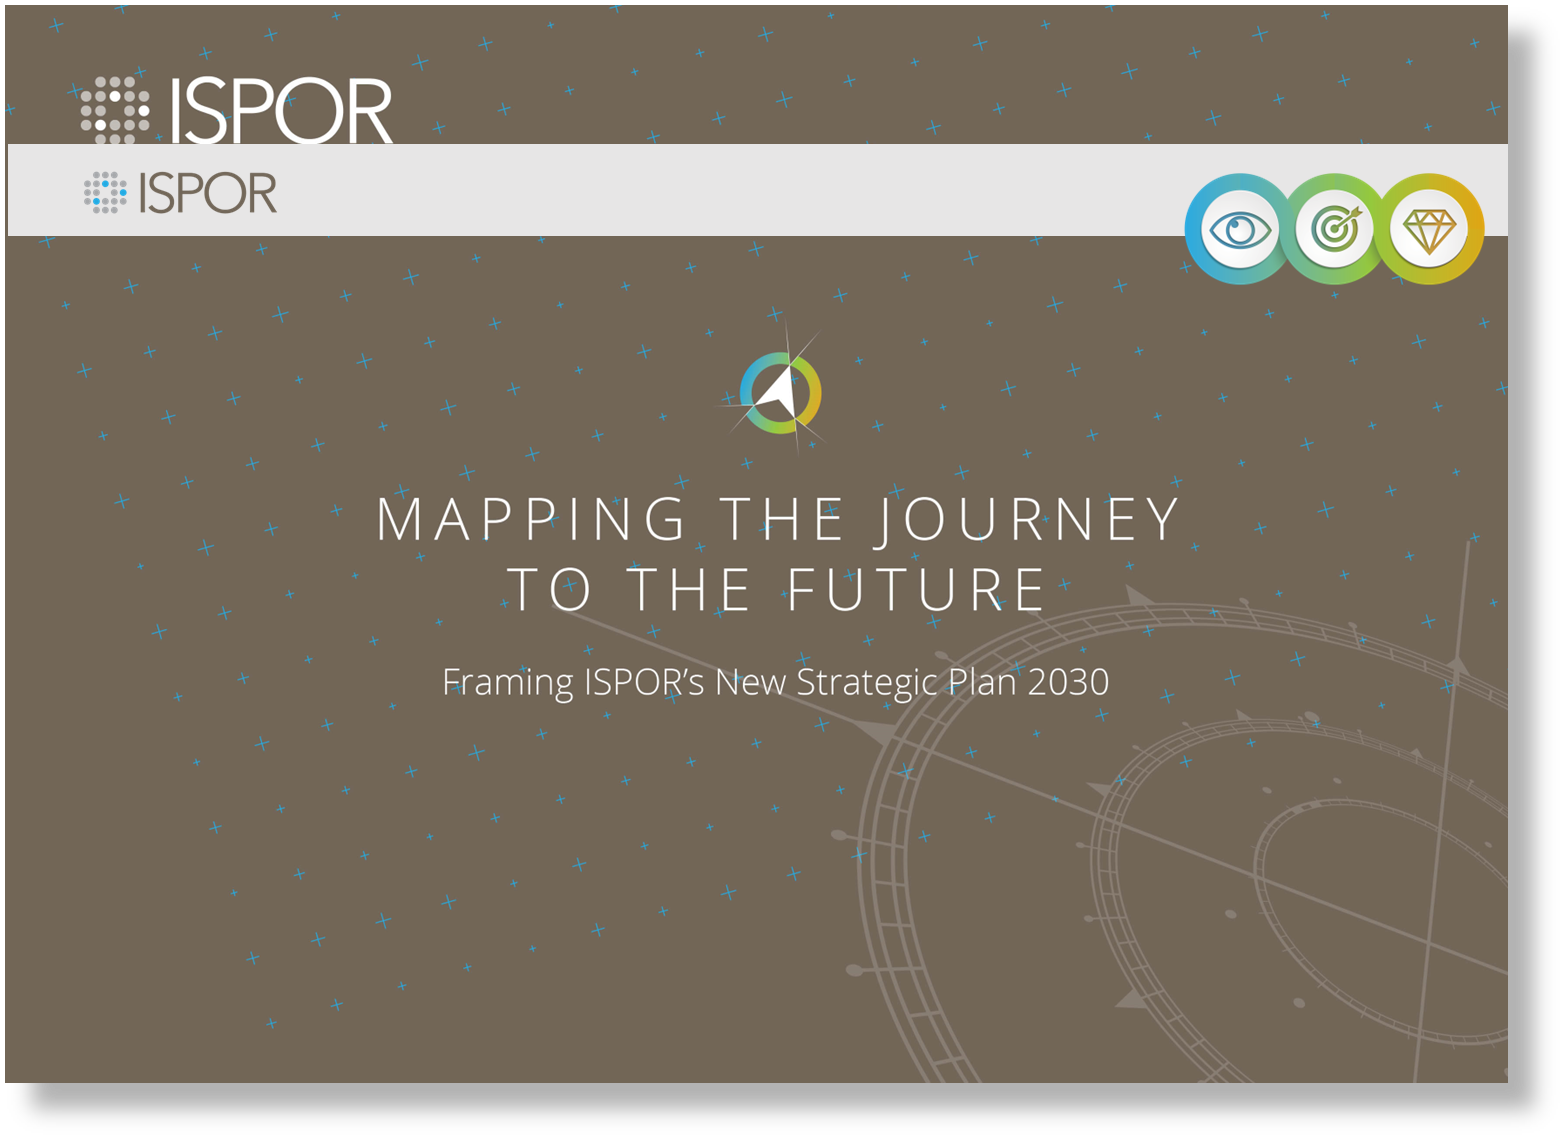 ISPOR
ISPOR
MAPPING THE JOURNEY
TO THE FUTURE
Framing ISPOR’s New Strategic Plan 2030